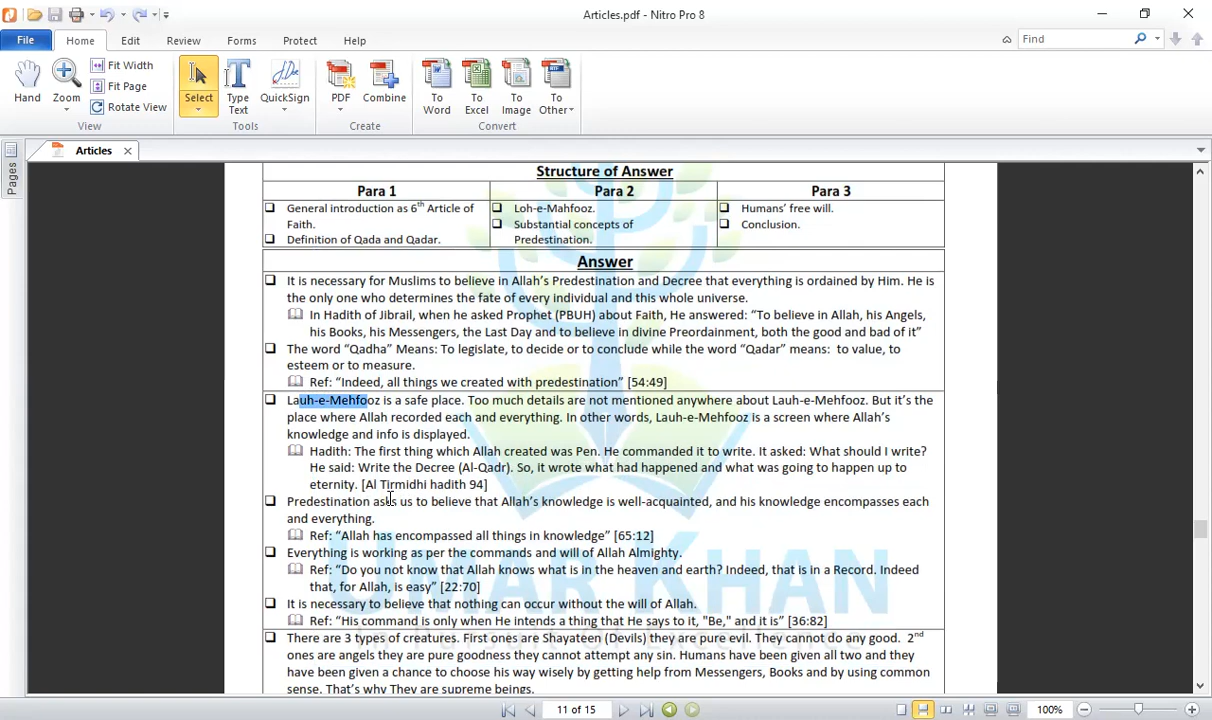 Articles.pdf - Nitro Pro 8
File Home Edit Review Forms Protect Help Find
Hand Zoom Fit Width Fit Page Rotate View Select Type Text QuickSign PDF Combine To Word To Excel To Image To Other
View Tools Create Convert
Articles
Pages
Structure of Answer
Para 1 Para 2 Para 3
General introduction as 6th Article of Faith.
Definition of Qada and Qadar.
Loh-e-Mahfooz.
Substantial concepts of Predestination.
Humans' free will.
Conclusion.
Answer
It is necessary for Muslims to believe in Allah's Predestination and Decree that everything is ordained by Him. He is
the only one who determines the fate of every individual and this whole universe.
In Hadith of Jibrail, when he asked Prophet (PBUH) about Faith, He answered: "To believe in Allah, his Angels,
his Books, his Messengers, the Last Day and to believe in divine Preordainment, both the good and bad of it"
The word "Qadha" Means: To legislate, to decide or to conclude while the word "Qadar" means: to value, to
esteem or to measure.
Ref: "Indeed, all things we created with predestination" [54:49]
Lauh-e-Mehfooz is a safe place. Too much details are not mentioned anywhere about Lauh-e-Mehfooz. But it's the
place where Allah recorded each and everything. In other words, Lauh-e-Mehfooz is a screen where Allah's
knowledge and info is displayed.
Hadith: The first thing which Allah created was Pen. He commanded it to write. It asked: What should I write?
He said: Write the Decree (Al-Qadr). So, it wrote what had happened and what was going to happen up to
eternity. [Al Tirmidhi hadith 94]
Predestination asks us to believe that Allah's knowledge is well-acquainted, and his knowledge encompasses each
and everything.
Ref: "Allah has encompassed all things in knowledge" [65:12]
Everything is working as per the commands and will of Allah Almighty.
Ref: "Do you not know that Allah knows what is in the heaven and earth? Indeed, that is in a Record. Indeed
that, for Allah, is easy" [22:70]
It is necessary to believe that nothing can occur without the will of Allah.
Ref: "His command is only when He intends a thing that He says to it, "Be," and it is" [36:82]
There are 3 types of creatures. First ones are Shayateen (Devils) they are pure evil. They cannot do any good. 2nd
ones are angels they are pure goodness they cannot attempt any sin. Humans have been given all two and they
have been given a chance to choose his way wisely by getting help from Messengers, Books and by using common
sense. That's why They are supreme beings.
UMAR KHAN
In Pursuit Of Excellence
11 of 15 100%